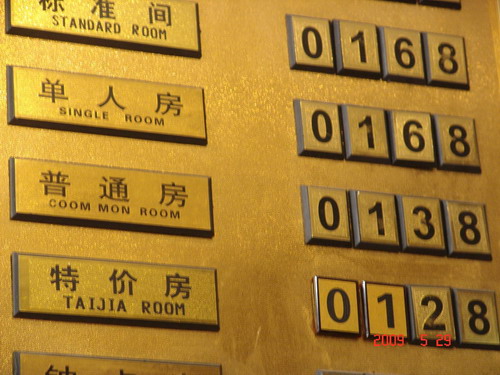 标 准 间 0168
STANDARD ROOM
单 人 房 0168
SINGLE ROOM
普 通 房 0138
COOM MON ROOM
特 价 房 0128
TAIJIA ROOM
2009 5 29